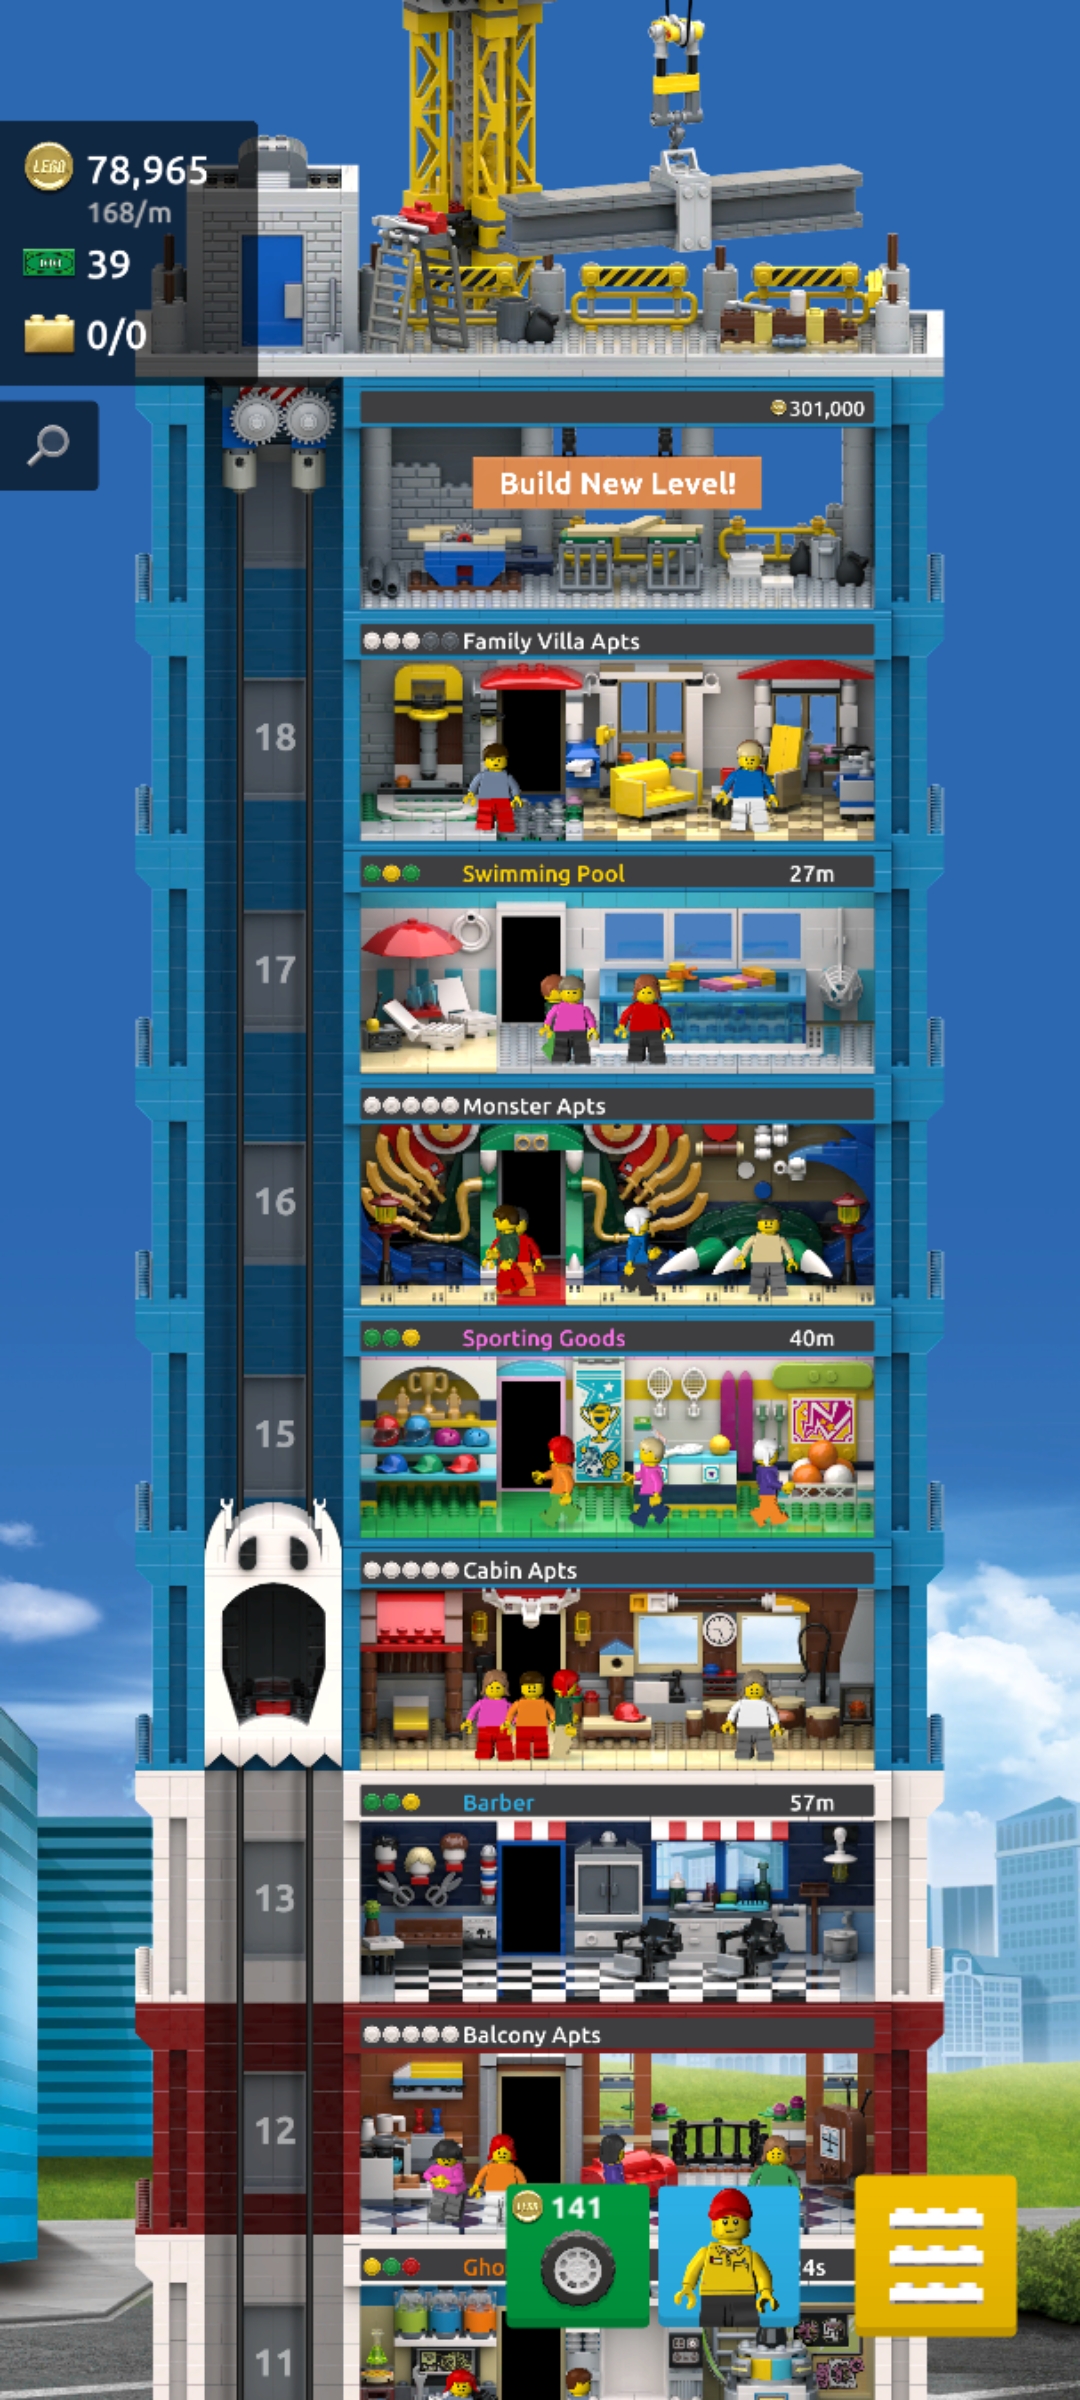 LEGO 78,965
168/m
39
0/0
301,000
Build New Level!
Family Villa Apts
18
Swimming Pool 27m
17
Monster Apts
16
Sporting Goods 40m
15
Cabin Apts
Barber 57m
13
Balcony Apts
12
141
Gho 4s
11